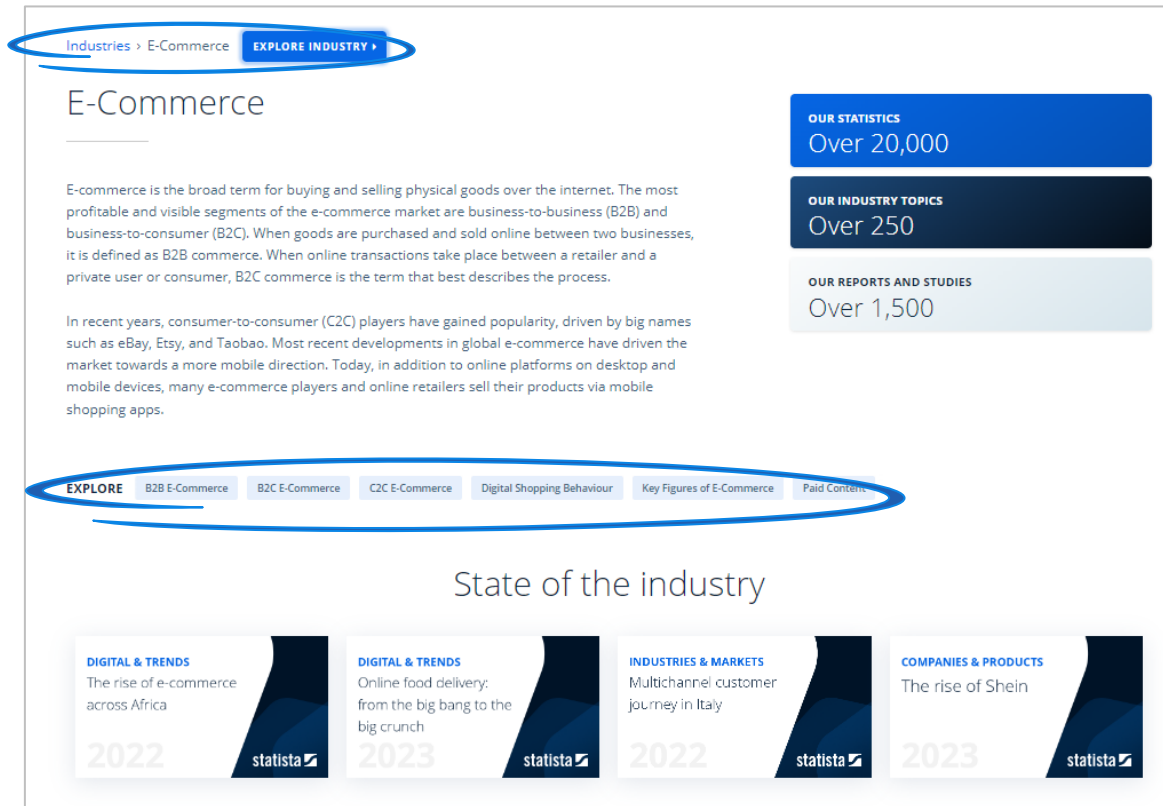 Industries › E-Commerce EXPLORE INDUSTRY
E-Commerce
OUR STATISTICS
Over 20,000
OUR INDUSTRY TOPICS
Over 250
OUR REPORTS AND STUDIES
Over 1,500
E-commerce is the broad term for buying and selling physical goods over the internet. The most
profitable and visible segments of the e-commerce market are business-to-business (B2B) and
business-to-consumer (B2C). When goods are purchased and sold online between two businesses,
it is defined as B2B commerce. When online transactions take place between a retailer and a
private user or consumer, B2C commerce is the term that best describes the process.
In recent years, consumer-to-consumer (C2C) players have gained popularity, driven by big names
such as eBay, Etsy, and Taobao. Most recent developments in global e-commerce have driven the
market towards a more mobile direction. Today, in addition to online platforms on desktop and
mobile devices, many e-commerce players and online retailers sell their products via mobile
shopping apps.
EXPLORE B2B E-Commerce B2C E-Commerce C2C E-Commerce Digital Shopping Behaviour Key Figures of E-Commerce Paid Content
State of the industry
DIGITAL & TRENDS
The rise of e-commerce
across Africa
2022
statista
DIGITAL & TRENDS
Online food delivery:
from the big bang to the
big crunch
2023
statista
INDUSTRIES & MARKETS
Multichannel customer
journey in Italy
2022
statista
COMPANIES & PRODUCTS
The rise of Shein
2023
statista